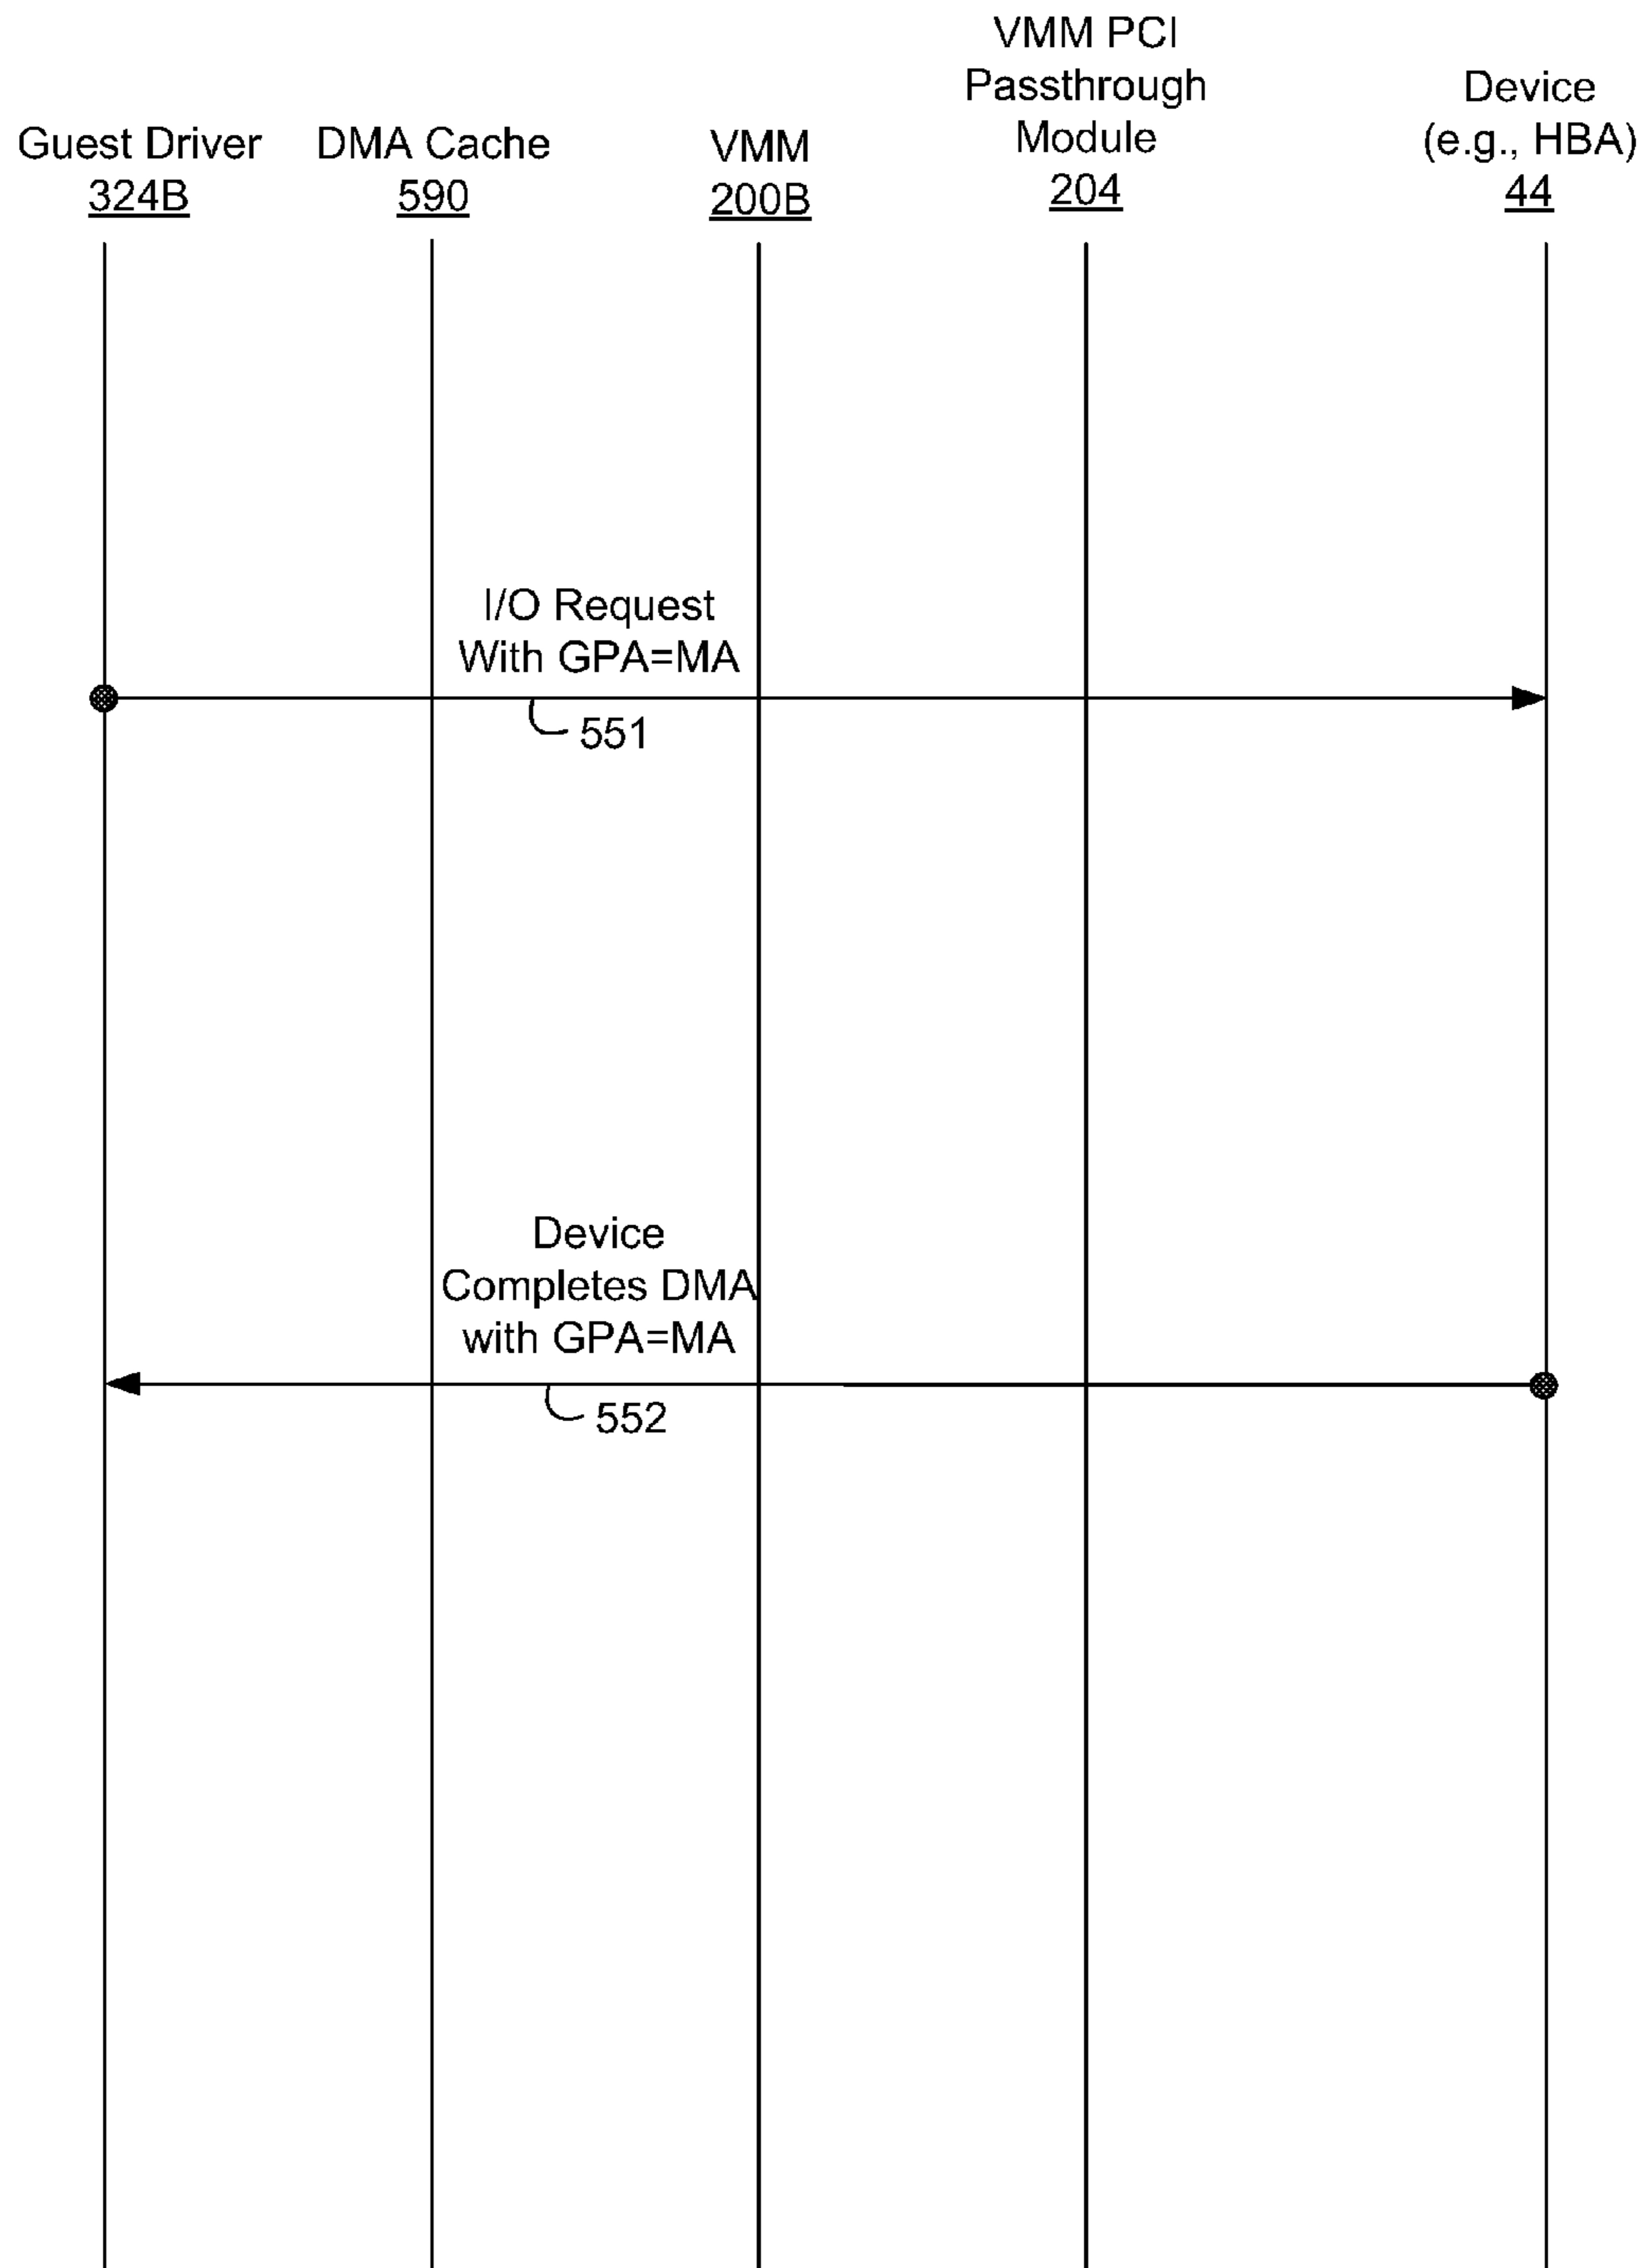 Guest Driver
324B
DMA Cache
590
VMM
200B
VMM PCI
Passthrough
Module
204
Device
(e.g., HBA)
44
I/O Request
With GPA=MA
551
Device
Completes DMA
with GPA=MA
552